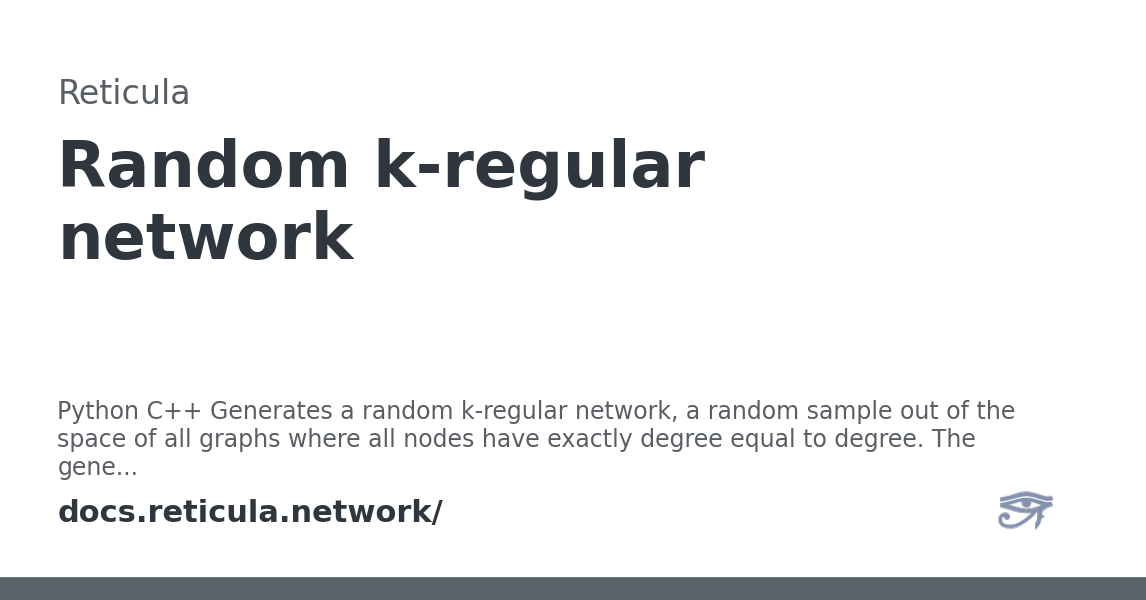 Reticula
Random k-regular
network
Python C++ Generates a random k-regular network, a random sample out of the
space of all graphs where all nodes have exactly degree equal to degree. The
gene...
docs.reticula.network/